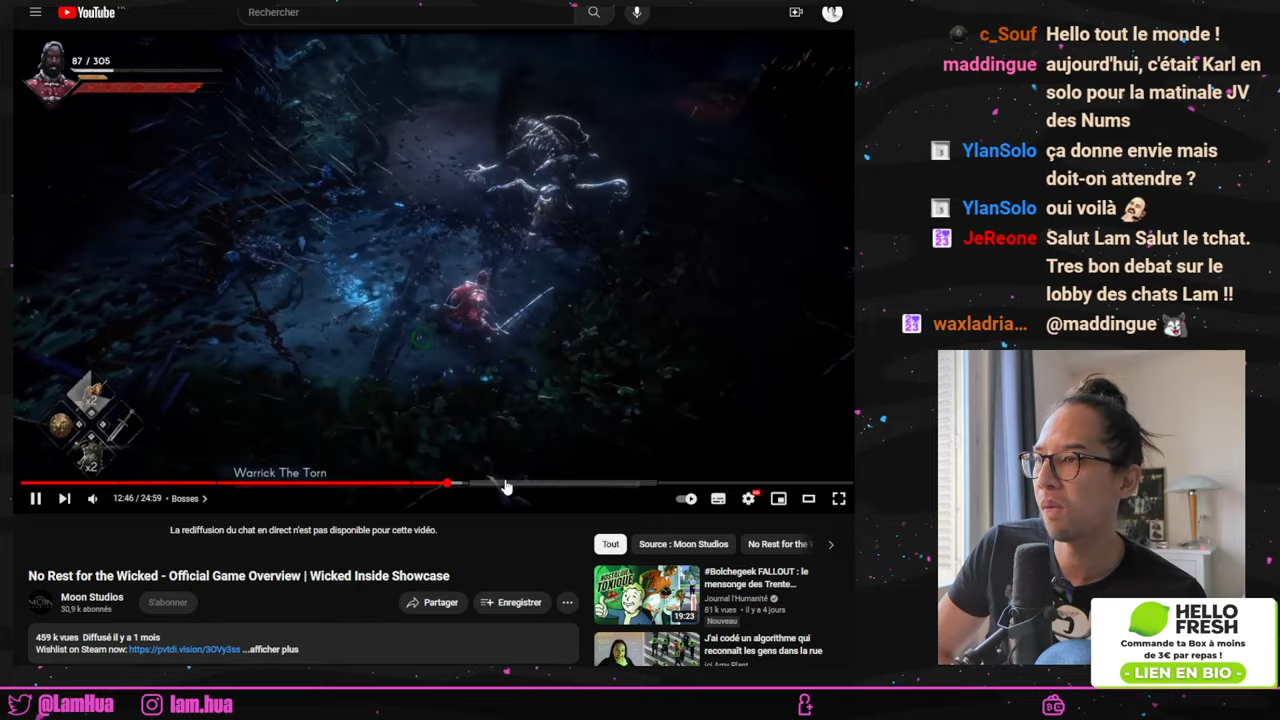 YouTube
Rechercher
87 / 305
x2
x2
Warrick The Torn
12:46 / 24:59 • Bosses
La rediffusion du chat en direct n'est pas disponible pour cette vidéo.
No Rest for the Wicked - Official Game Overview | Wicked Inside Showcase
Moon Studios
30,9 k abonnés
S'abonner
Partager
Enregistrer
459 k vues Diffusé il y a 1 mois
Wishlist on Steam now: https://pvtdi.vision/3OVy3ss ...afficher plus
Tout
Source : Moon Studios
No Rest for the
NOSTALGIE
TOXIQUE
19:23
#Bolchegeek FALLOUT : le
mensonge des Trente...
Journal l'Humanité
81 k vues • il y a 4 jours
Nouveau
J'ai codé un algorithme qui
reconnaît les gens dans la rue
c_Souf Hello tout le monde !
maddingue aujourd'hui, c'était Karl en
solo pour la matinale JV
des Nums
3 YlanSolo ça donne envie mais
doit-on attendre ?
3 YlanSolo oui voilà
JeReone Salut Lam Salut le tchat.
Tres bon debat sur le
lobby des chats Lam !!
waxladria... @maddingue
HELLO
FRESH
Commande ta Box à moins
de 3€ par repas !
- LIEN EN BIO -
@LamHua
lam.hua